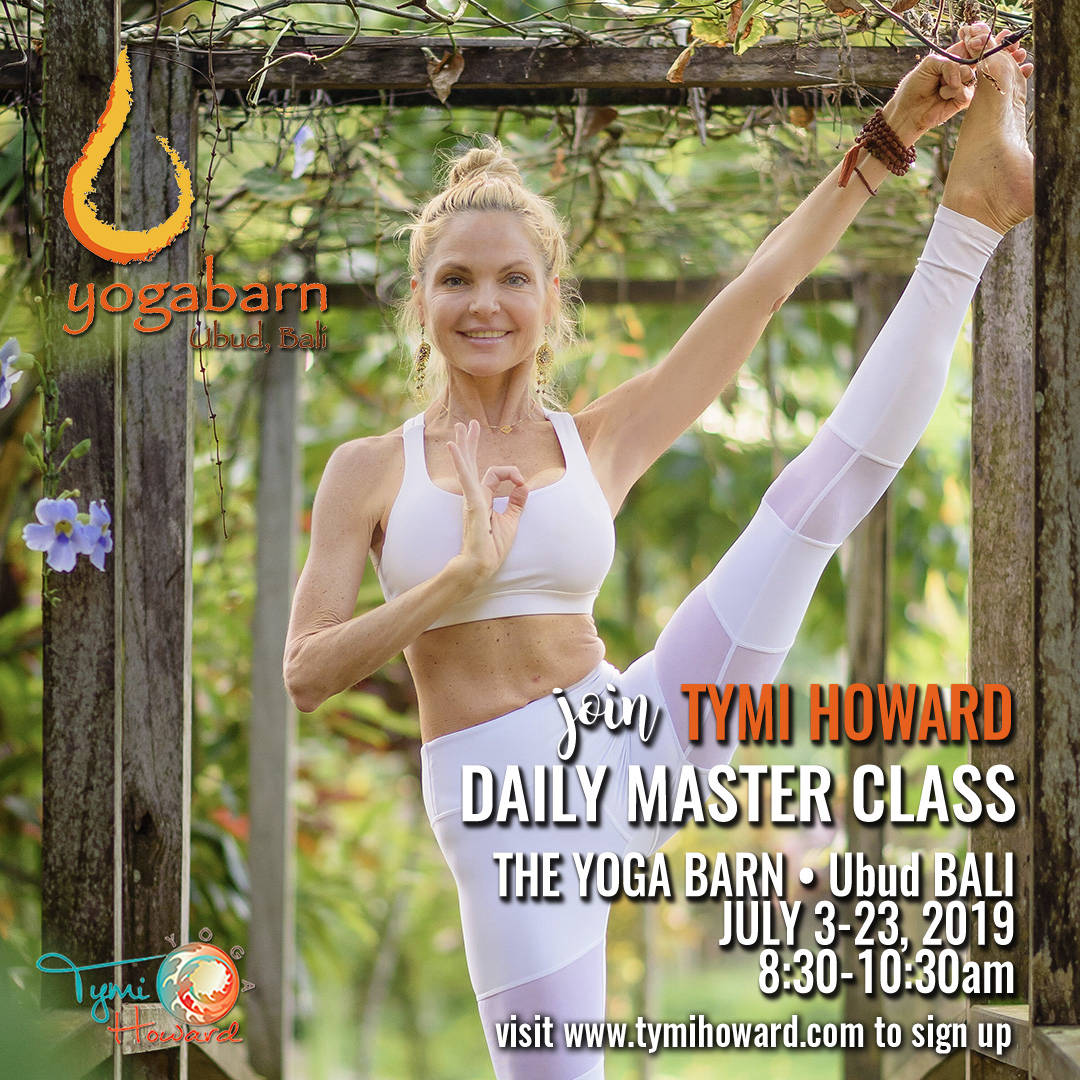 yogabarn
Ubud, Bali
join TYMI HOWARD
DAILY MASTER CLASS
THE YOGA BARN • Ubud BALI
JULY 3-23, 2019
8:30-10:30am
visit www.tymihoward.com to sign up
YOGA
Tymi
Howard